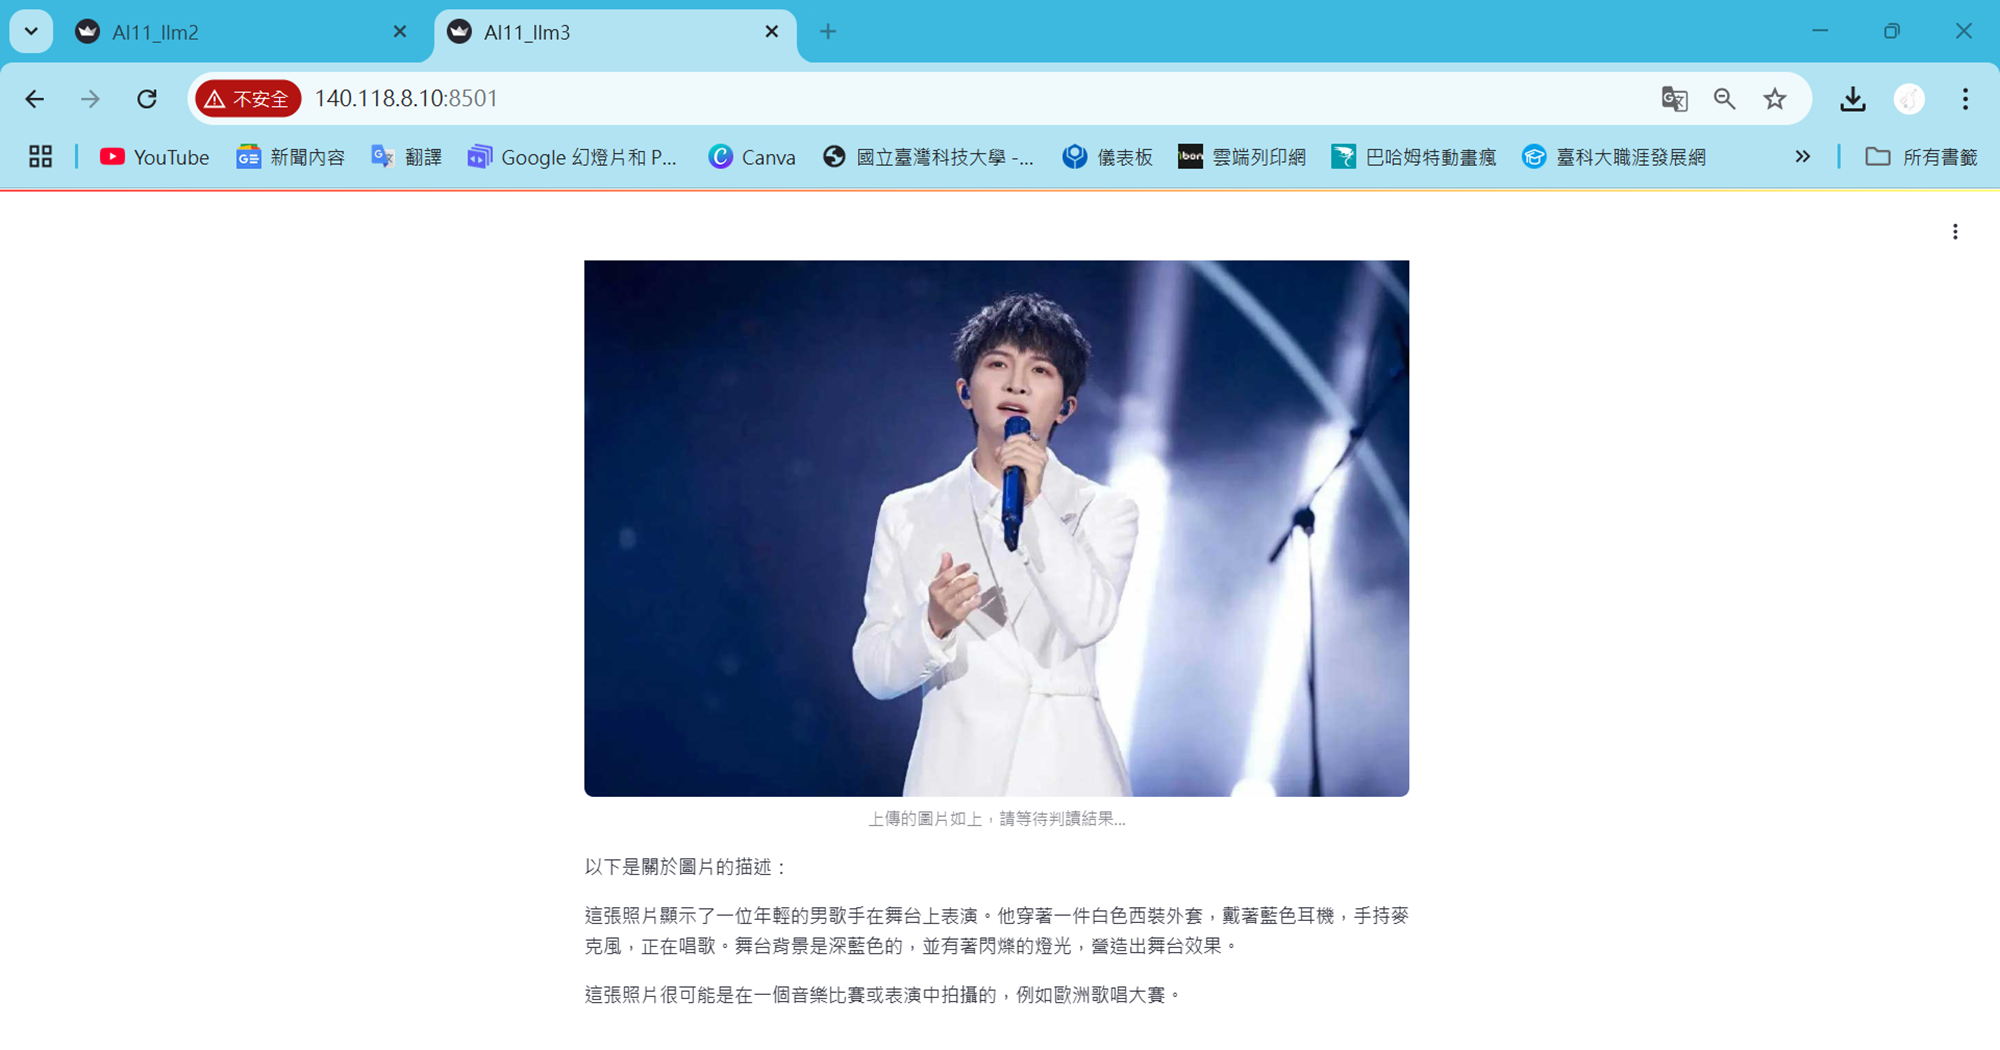 AI11_llm2
AI11_llm3
不安全 140.118.8.10:8501
YouTube 新聞內容 翻譯 Google 幻燈片和 P... Canva 國立臺灣科技大學 -... 儀表板 ibon 雲端列印網 巴哈姆特動畫瘋 臺科大職涯發展網 所有書籤
上傳的圖片如上，請等待判讀結果...
以下是關於圖片的描述：
這張照片顯示了一位年輕的男歌手在舞台上表演。他穿著一件白色西裝外套，戴著藍色耳機，手持麥
克風，正在唱歌。舞台背景是深藍色的，並有著閃爍的燈光，營造出舞台效果。
這張照片很可能是在一個音樂比賽或表演中拍攝的，例如歐洲歌唱大賽。